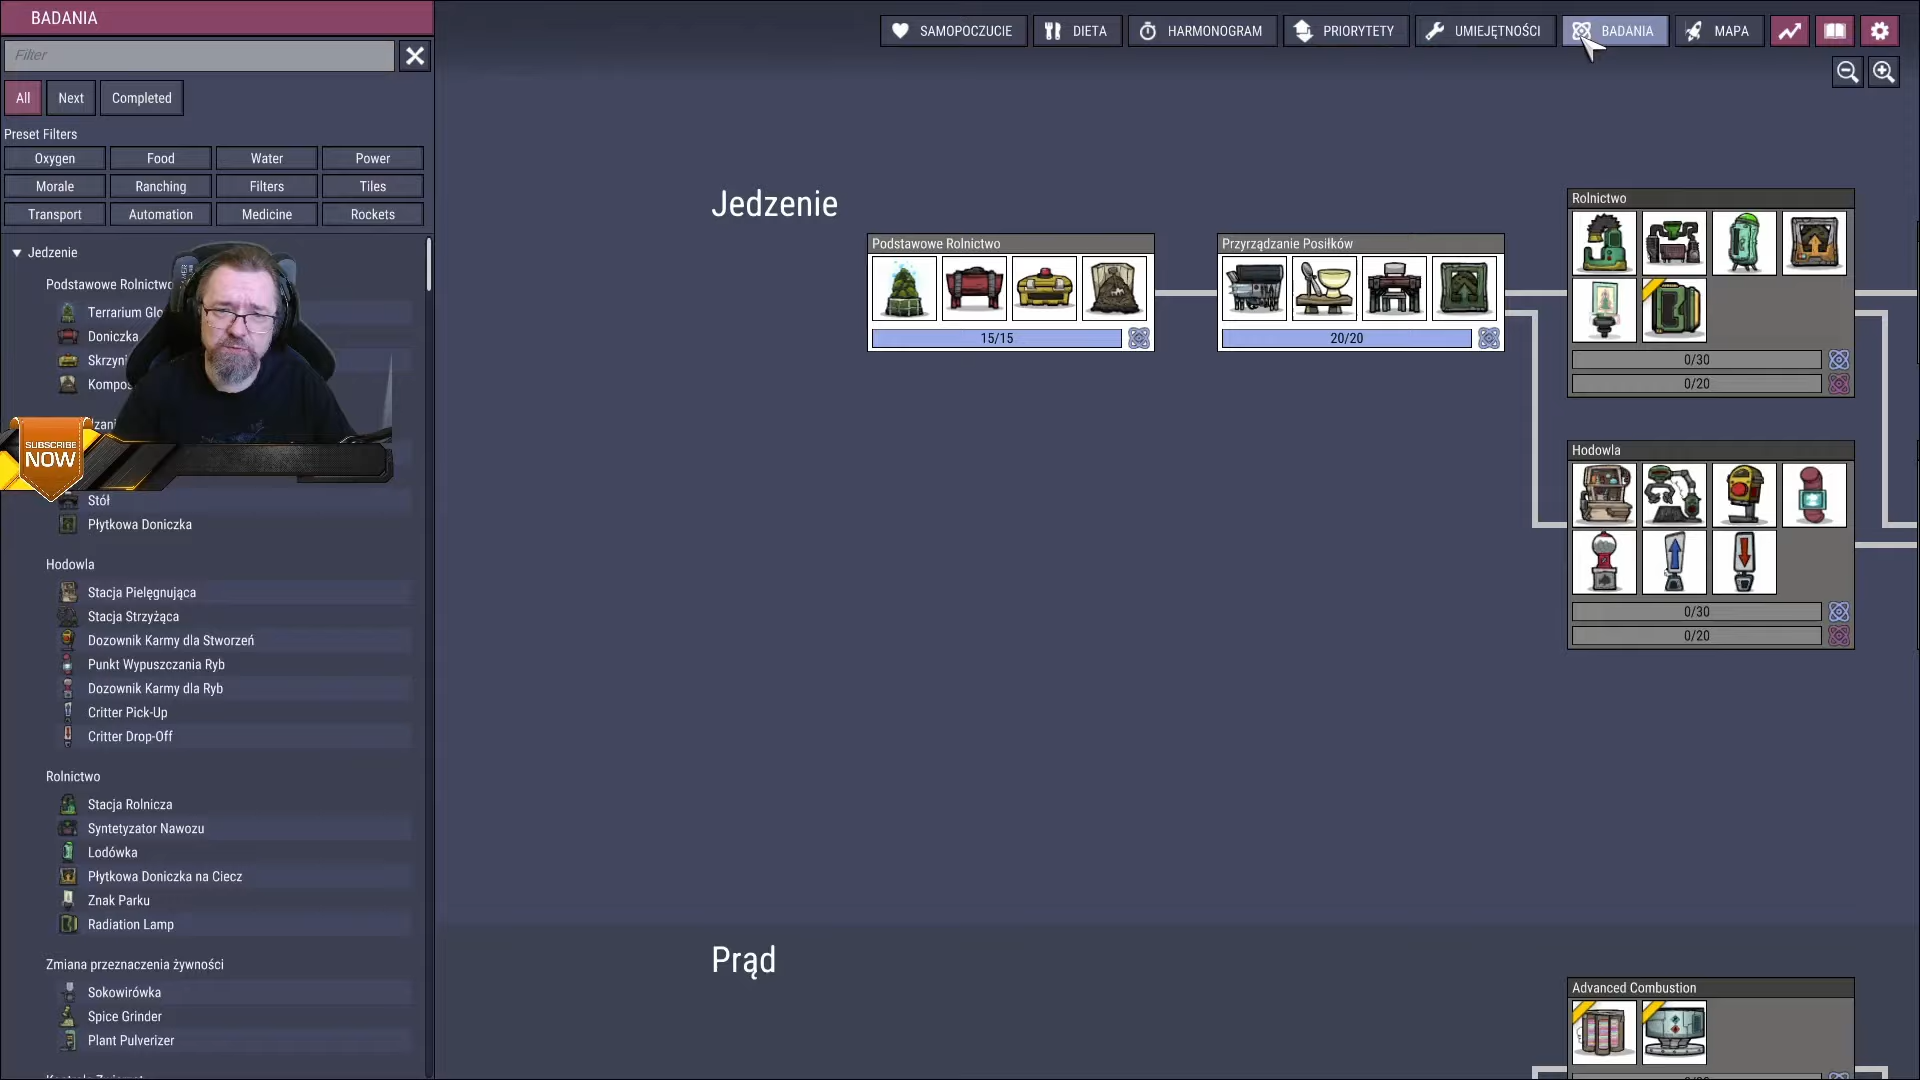 BADANIA
SAMOPOCZUCIE
DIETA
HARMONOGRAM
PRIORYTETY
UMIEJĘTNOŚCI
BADANIA
MAPA
Filter
All
Next
Completed
Preset Filters
Oxygen
Food
Water
Power
Morale
Ranching
Filters
Tiles
Transport
Automation
Medicine
Rockets
Jedzenie
Podstawowe Rolnictwo
Terrarium Glo
Doniczka
Skrzyni
Kompos
SUBSCRIBE
NOW
Stół
Płytkowa Doniczka
Hodowla
Stacja Pielęgnująca
Stacja Strzyżąca
Dozownik Karmy dla Stworzeń
Punkt Wypuszczania Ryb
Dozownik Karmy dla Ryb
Critter Pick-Up
Critter Drop-Off
Rolnictwo
Stacja Rolnicza
Syntetyzator Nawozu
Lodówka
Płytkowa Doniczka na Ciecz
Znak Parku
Radiation Lamp
Zmiana przeznaczenia żywności
Sokowirówka
Spice Grinder
Plant Pulverizer
Jedzenie
Podstawowe Rolnictwo
15/15
Przyrządzanie Posiłków
20/20
Rolnictwo
0/30
0/20
Hodowla
0/30
0/20
Prąd
Advanced Combustion